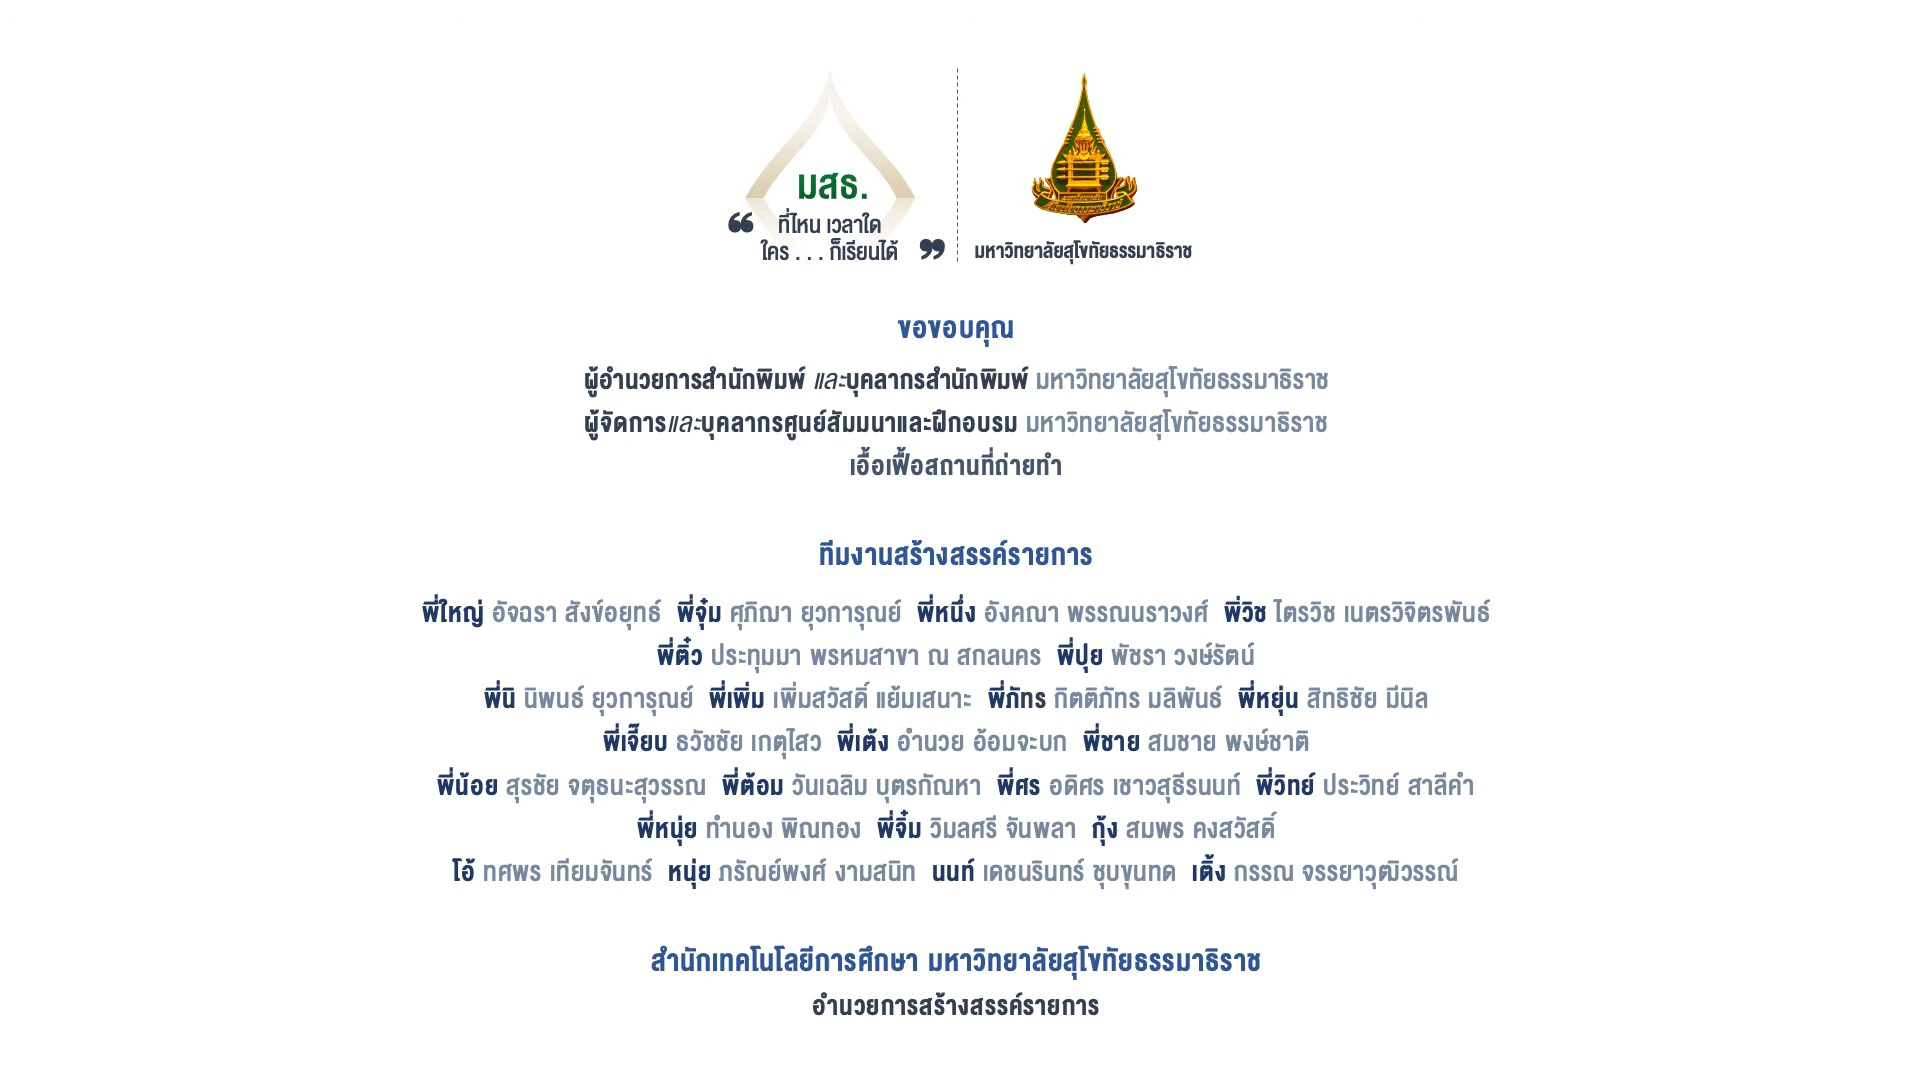 มสธ.
“ ที่ไหน เวลาใด
ใคร . . . ก็เรียนได้ ”
มหาวิทยาลัยสุโขทัยธรรมาธิราช
ขอขอบคุณ
ผู้อำนวยการสำนักพิมพ์ และบุคลากรสำนักพิมพ์ มหาวิทยาลัยสุโขทัยธรรมาธิราช
ผู้จัดการและบุคลากรศูนย์สัมมนาและฝึกอบรม มหาวิทยาลัยสุโขทัยธรรมาธิราช
เอื้อเฟื้อสถานที่ถ่ายทำ
ทีมงานสร้างสรรค์รายการ
พี่ใหญ่ อัจฉรา สังข์อยุทธ์ พี่จุ๋ม ศุภิฌา ยุวการุณย์ พี่หนึ่ง อังคณา พรรณนราวงศ์ พิ่วิช ไตรวิช เนตรวิจิตรพันธ์
พี่ติ๋ว ประทุมมา พรหมสาขา ณ สกลนคร พี่ปุย พัชรา วงษ์รัตน์
พี่นิ นิพนธ์ ยุวการุณย์ พี่เพิ่ม เพิ่มสวัสดิ์ แย้มเสนาะ พี่ภัทร กิตติภัทร มลิพันธ์ พี่หยุ่น สิทธิชัย มีนิล
พี่เจี๊ยบ ธวัชชัย เกตุไสว พี่เต้ง อำนวย อ้อมจะบก พี่ชาย สมชาย พงษ์ชาติ
พี่น้อย สุรชัย จตุธนะสุวรรณ พี่ต้อม วันเฉลิม บุตรกัณหา พี่ศร อดิศร เชาวสุธีรนนท์ พี่วิทย์ ประวิทย์ สาลีคำ
พี่หนุ่ย ทำนอง พิณทอง พี่จิ๋ม วิมลศรี จันพลา กุ้ง สมพร คงสวัสดิ์
โอ้ ทศพร เทียมจันทร์ หนุ่ย ภรัณย์พงศ์ งามสนิท นนท์ เดชนรินทร์ ชุบขุนทด เติ้ง กรรณ จรรยาวุฒิวรรณ์
สำนักเทคโนโลยีการศึกษา มหาวิทยาลัยสุโขทัยธรรมาธิราช
อำนวยการสร้างสรรค์รายการ